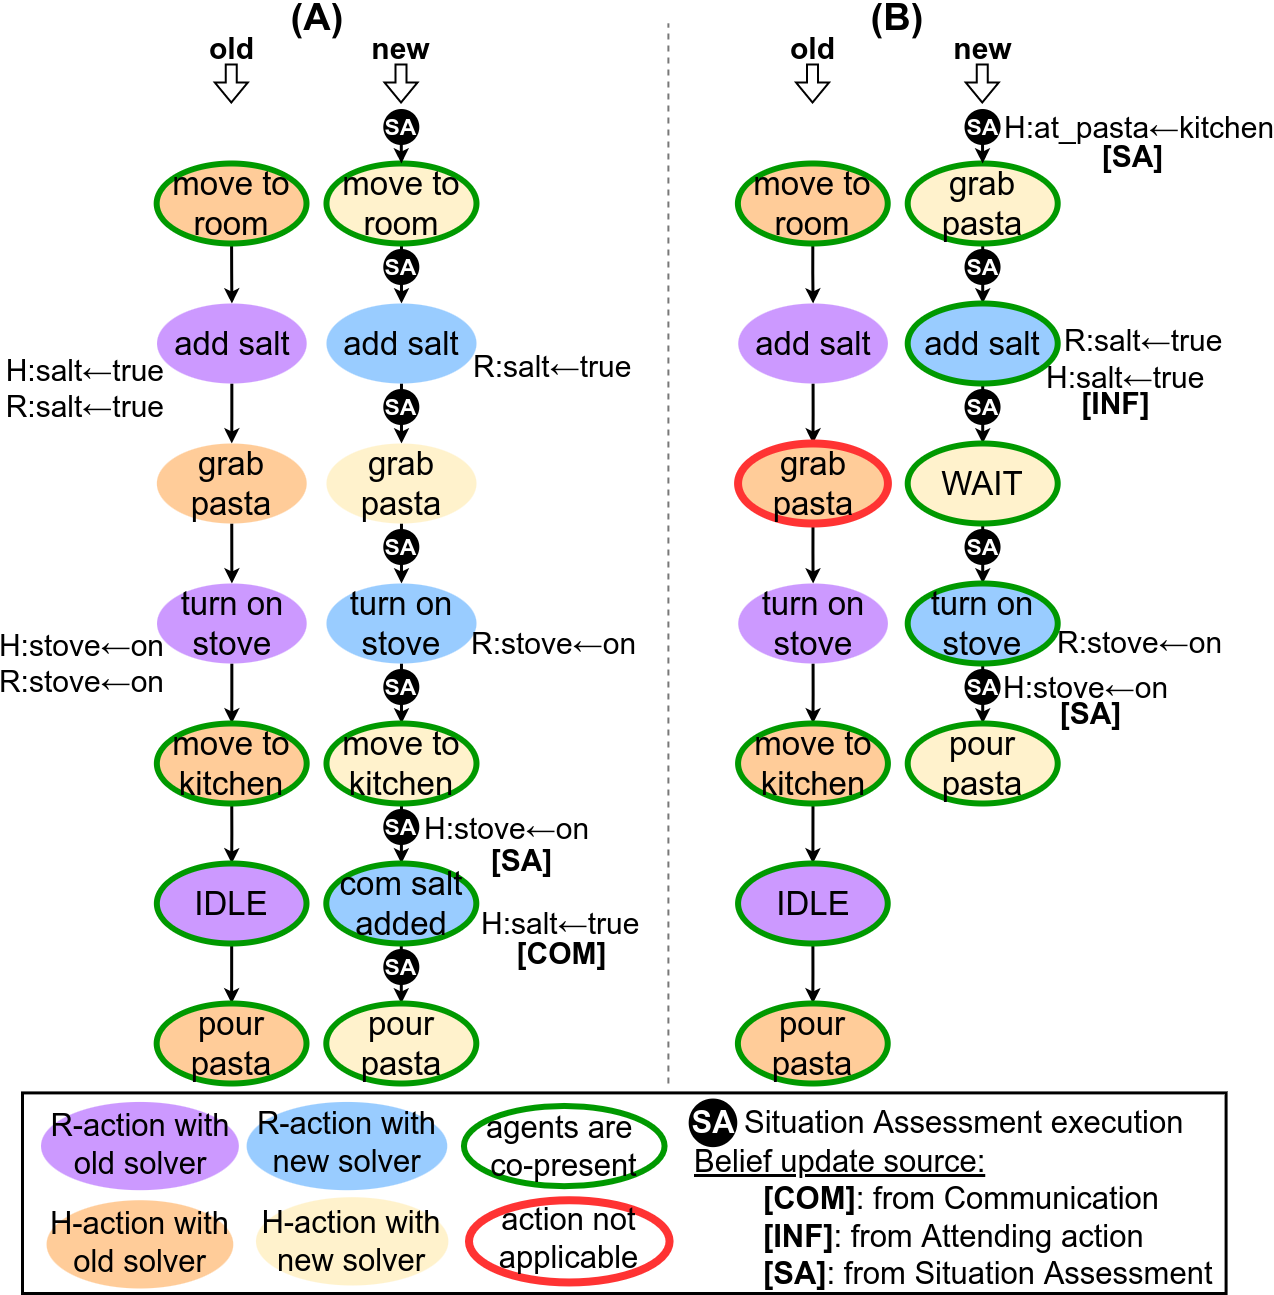 (A)
old
new
SA
move to
room
move to
room
SA
add salt
add salt
H:salt←true
R:salt←true
R:salt←true
SA
grab
pasta
grab
pasta
SA
turn on
stove
turn on
stove
H:stove←on
R:stove←on
R:stove←on
SA
move to
kitchen
move to
kitchen
SA
H:stove←on
[SA]
IDLE
com salt
added
H:salt←true
[COM]
SA
pour
pasta
pour
pasta
(B)
old
new
SA
H:at_pasta←kitchen
[SA]
move to
room
grab
pasta
SA
add salt
add salt
R:salt←true
H:salt←true
[INF]
SA
grab
pasta
WAIT
SA
turn on
stove
turn on
stove
R:stove←on
SA
H:stove←on
[SA]
move to
kitchen
pour
pasta
IDLE
pour
pasta
R-action with
old solver
R-action with
new solver
agents are
co-present
H-action with
old solver
H-action with
new solver
action not
applicable
SA Situation Assessment execution
Belief update source:
[COM]: from Communication
[INF]: from Attending action
[SA]: from Situation Assessment